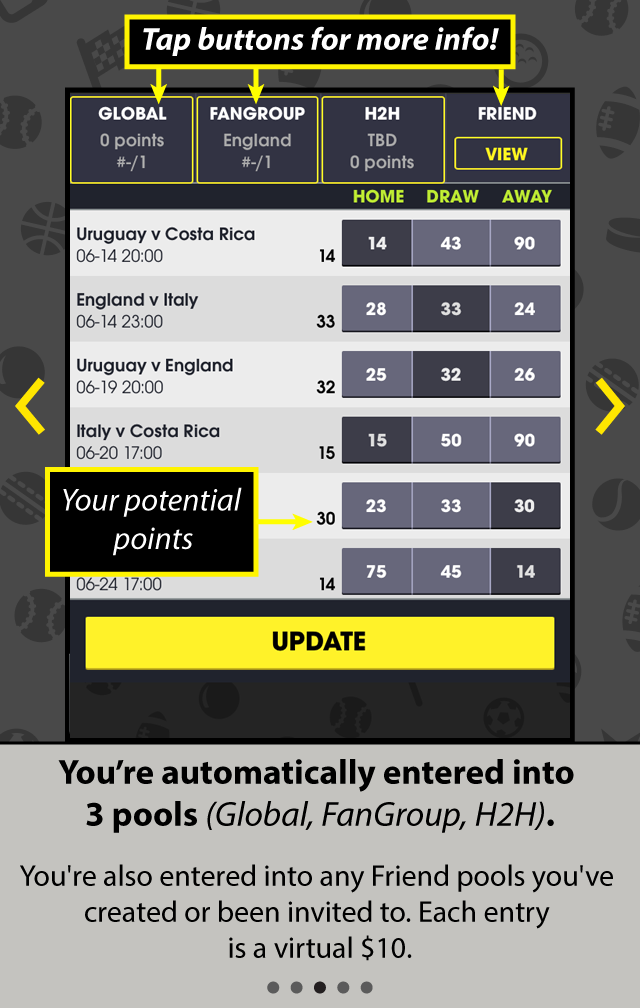 Tap buttons for more info!
GLOBAL
0 points
#-/1
FANGROUP
England
#-/1
H2H
TBD
0 points
FRIEND
VIEW
HOME DRAW AWAY
Uruguay v Costa Rica
06-14 20:00 14 14 43 90
England v Italy
06-14 23:00 33 28 33 24
Uruguay v England
06-19 20:00 32 25 32 26
Italy v Costa Rica
06-20 17:00 15 15 50 90
Your potential
points
30 23 33 30
06-24 17:00 14 75 45 14
UPDATE
You’re automatically entered into
3 pools (Global, FanGroup, H2H).
You've also entered into any Friend pools you've
created or been invited to. Each entry
is a virtual $10.